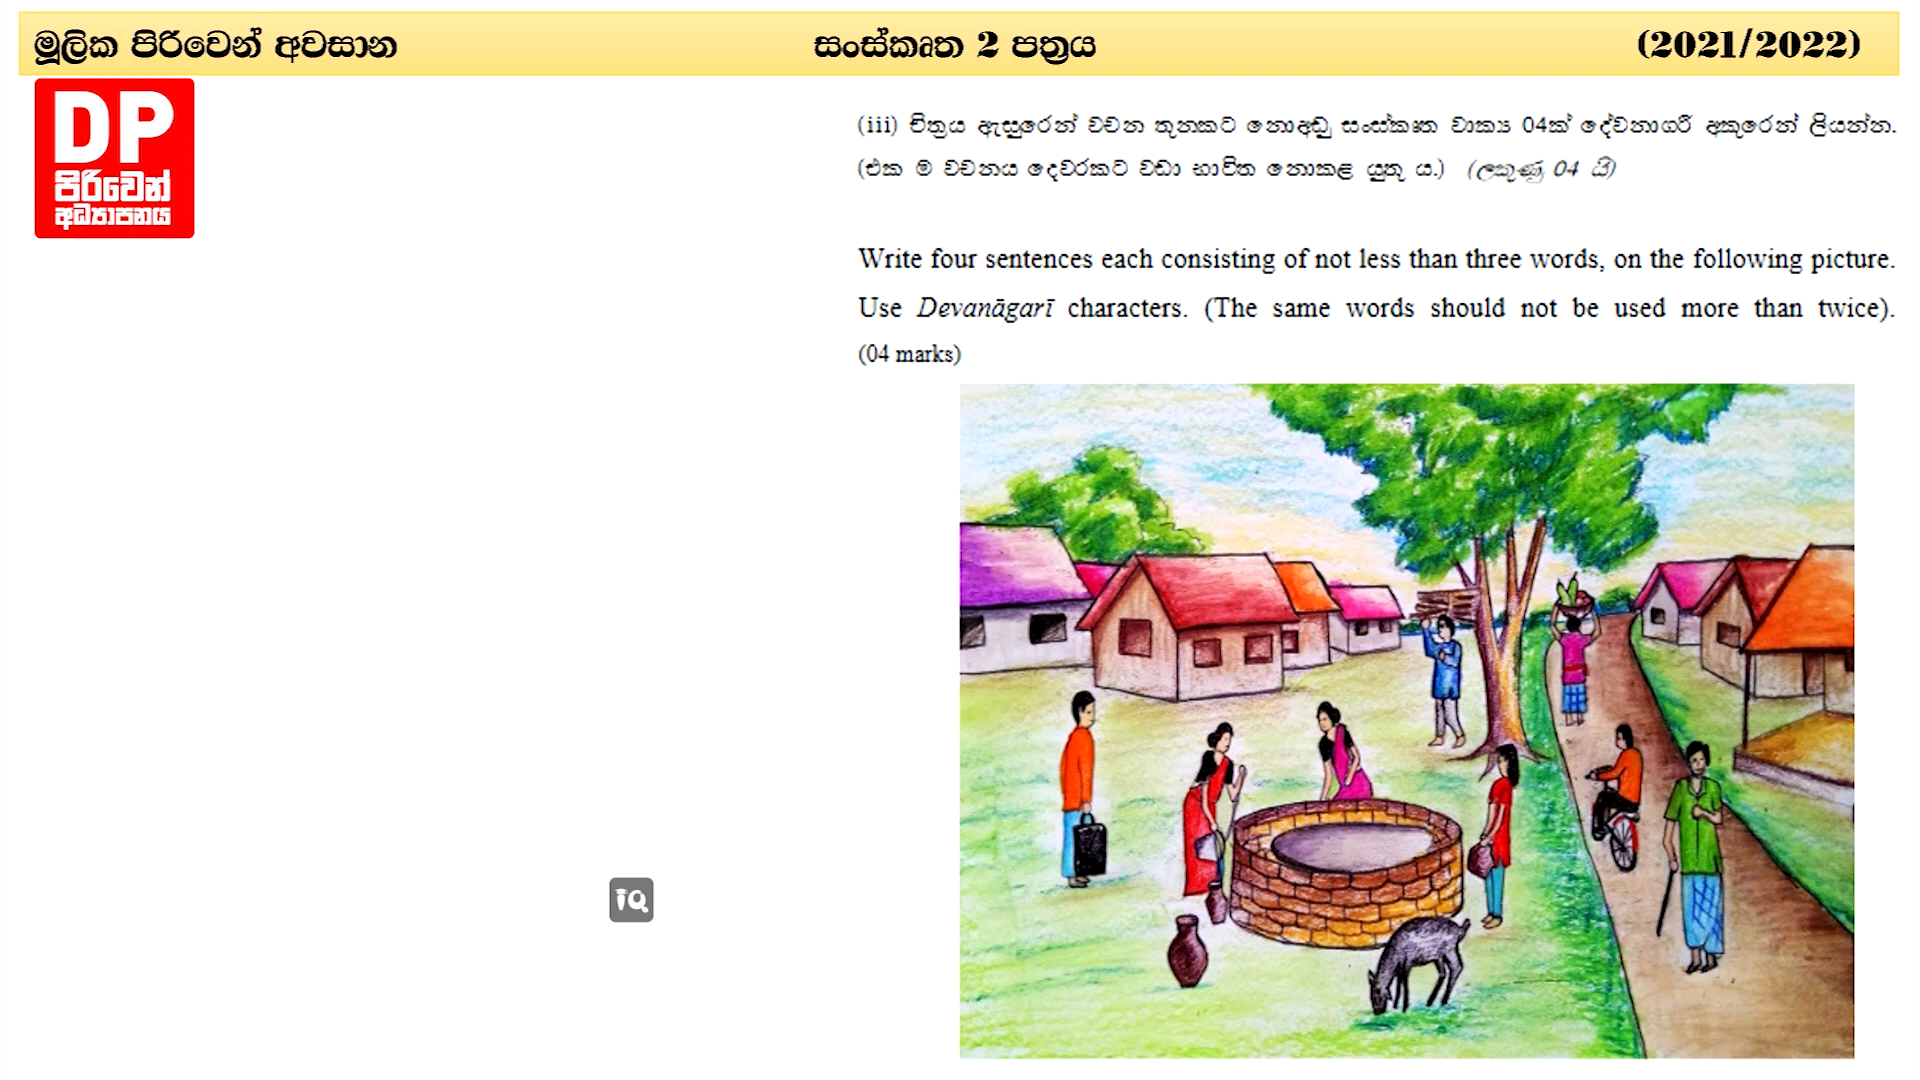 මූලික පිරිවෙන් අවසාන
සංස්කෘත 2 පත්‍රය
(2021/2022)
DP
පිරිවෙන්
අධ්‍යාපනය
(iii) චිත්‍රය ඇසුරෙන් වචන තුනකට නොඅඩු සංස්කෘත වාක්‍ය 04ක් දේවනාගරී අකුරෙන් ලියන්න.
(එක ම වචනය දෙවරකට වඩා භාවිත නොකළ යුතු ය.) (ලකුණු 04 යි)
Write four sentences each consisting of not less than three words, on the following picture.
Use Devanāgarī characters. (The same words should not be used more than twice).
(04 marks)
iQ